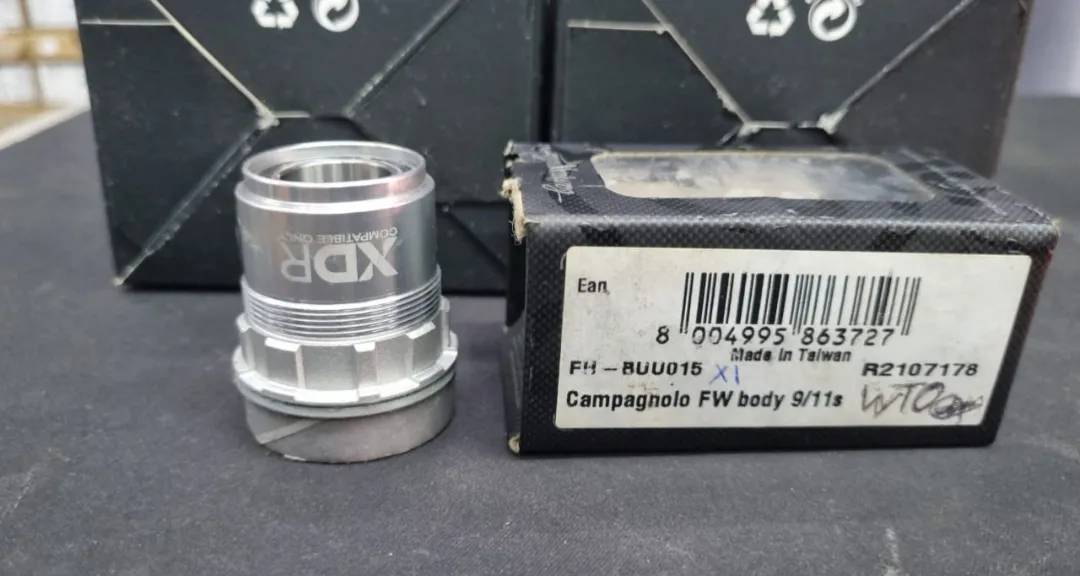 COMPATIBLE ONLY
XDR
Ean
8 004995 863727
Made In Taiwan
FH-BUU015 X1 R2107178
Campagnolo FW body 9/11s WTO